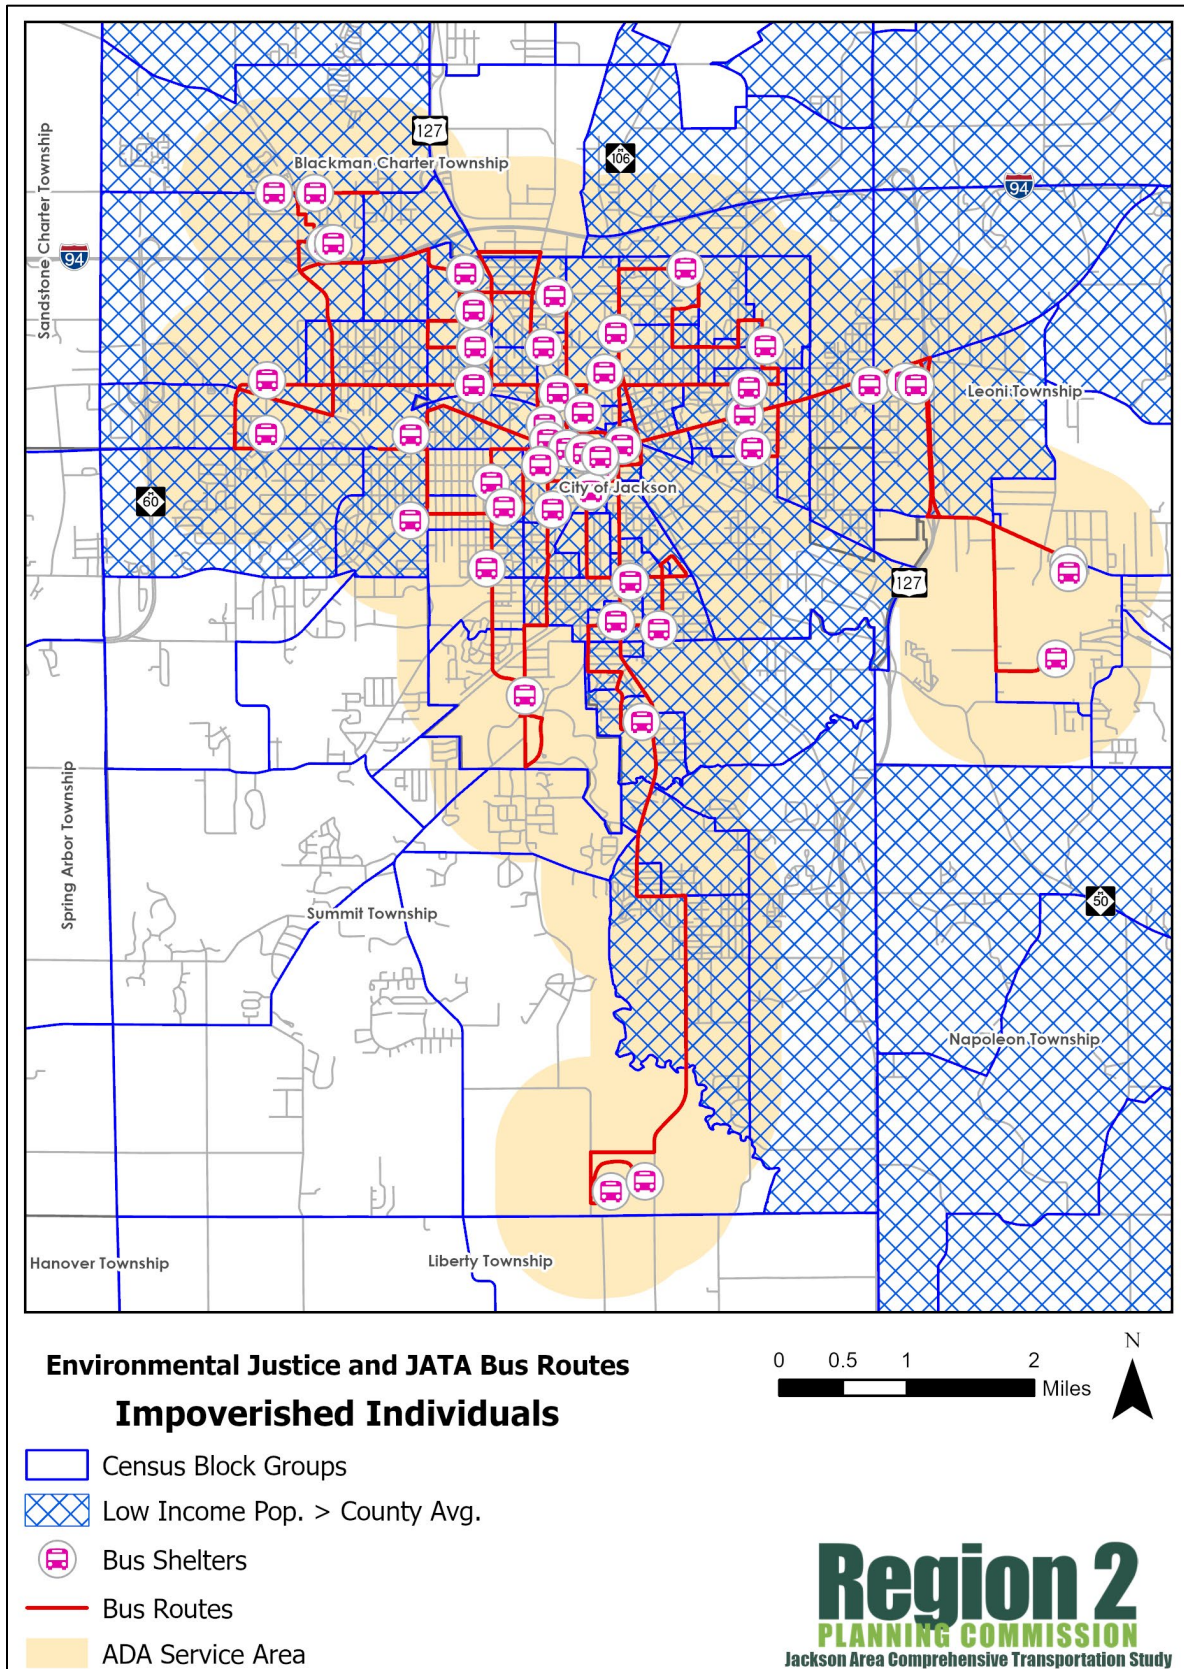 127
M
106
Blackman Charter Township
94
Sandstone Charter Township
94
Leoni Township
M
60
City of Jackson
127
Spring Arbor Township
M
50
Summit Township
Napoleon Township
Hanover Township
Liberty Township
Environmental Justice and JATA Bus Routes
Impoverished Individuals
0 0.5 1 2
Miles
N
Census Block Groups
Low Income Pop. > County Avg.
Bus Shelters
Bus Routes
ADA Service Area
Region 2
PLANNING COMMISSION
Jackson Area Comprehensive Transportation Study